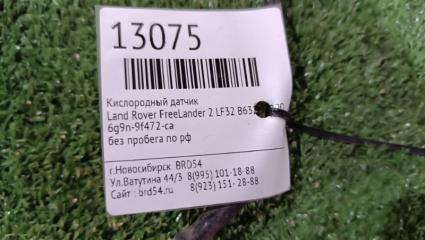 13075
Кислородный датчик
Land Rover FreeLander 2 LF32
6g9n-9f472-ca
без пробега по рф
г.Новосибирск BRD54
Ул.Ватутина 44/3 8(995) 101-18-88
Сайт : brd54.ru 8(923) 151-28-88